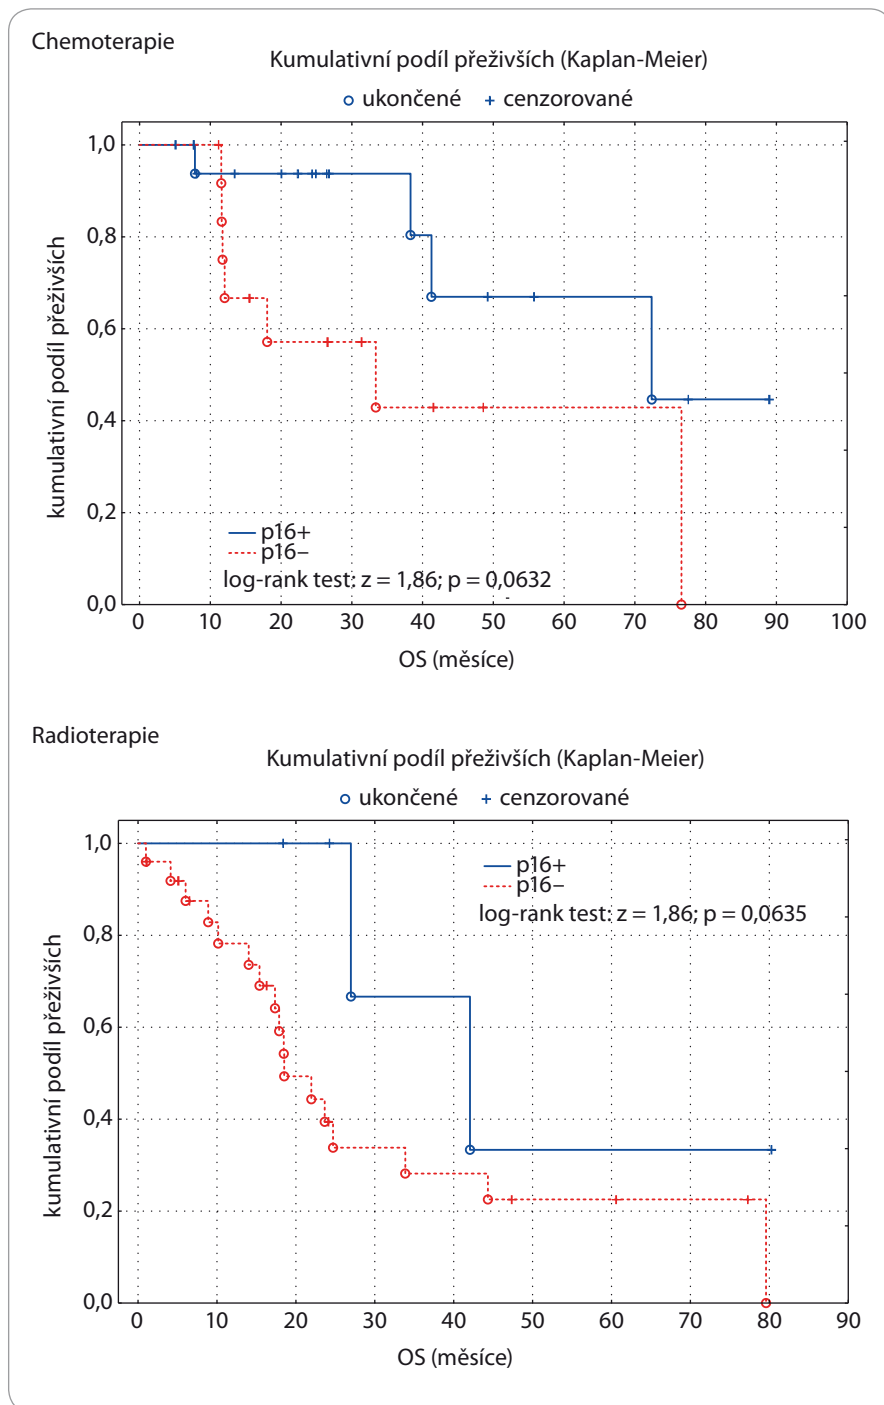 Chemoterapie
Kumulativní podíl přeživších (Kaplan-Meier)
ukončené cenzorované
1,0
0,8
0,6
0,4
0,2
0,0
kumulativní podíl přeživších
p16+
p16–
log-rank test: z = 1,86; p = 0,0632
0 10 20 30 40 50 60 70 80 90 100
OS (měsíce)
Radioterapie
Kumulativní podíl přeživších (Kaplan-Meier)
ukončené cenzorované
1,0
0,8
0,6
0,4
0,2
0,0
kumulativní podíl přeživších
p16+
p16–
log-rank test: z = 1,86; p = 0,0635
0 10 20 30 40 50 60 70 80 90
OS (měsíce)